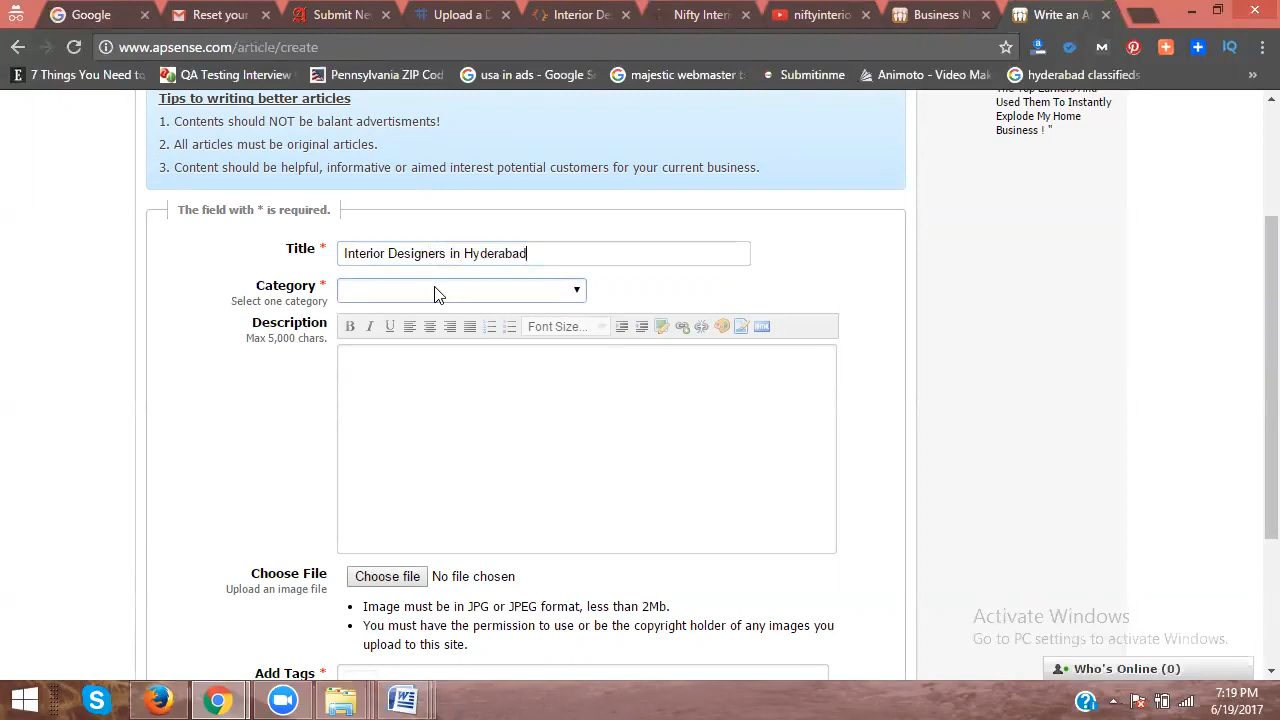 Google
Reset your
Submit Ne
Upload a D
Interior De
Nifty Interi
niftyinterio
Business N
Write an A
www.apsense.com/article/create
7 Things You Need to
QA Testing Interview
Pennsylvania ZIP Cod
usa in ads - Google S
majestic webmaster t
Submitinme
Animoto - Video Mak
hyderabad classifieds
Tips to writing better articles
1. Contents should NOT be balant advertisments!
2. All articles must be original articles.
3. Content should be helpful, informative or aimed interest potential customers for your current business.
Used Them To Instantly
Explode My Home
Business ! "
The field with * is required.
Title * Interior Designers in Hyderabad
Category *
Select one category
Description
Max 5,000 chars.
B I U Font Size...
Choose File Choose file No file chosen
Upload an image file
• Image must be in JPG or JPEG format, less than 2Mb.
• You must have the permission to use or be the copyright holder of any images you
upload to this site.
Add Tags *
Activate Windows
Go to PC settings to activate Windows.
Who's Online (0)
7:19 PM
6/19/2017